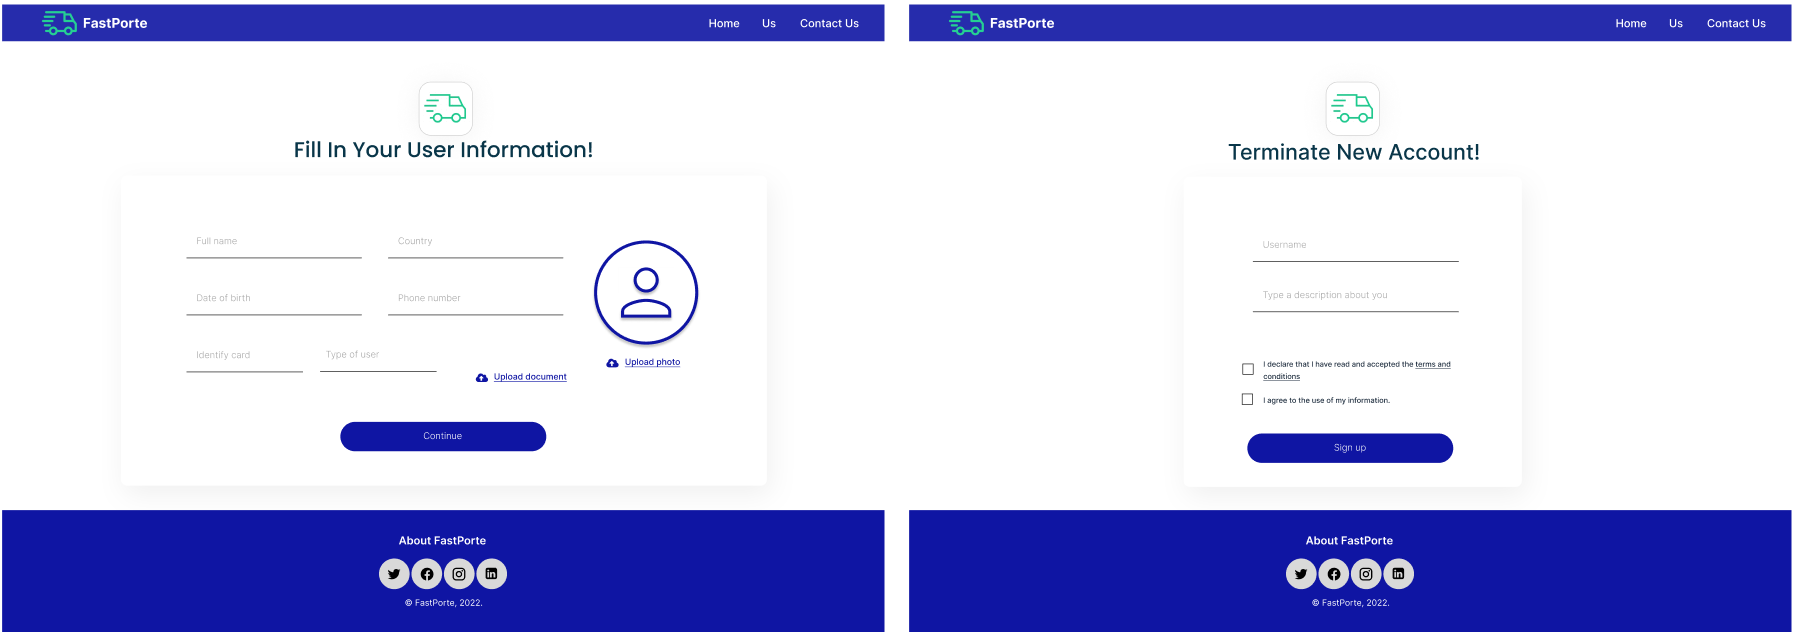 FastPorte
Home Us Contact Us
Fill In Your User Information!
Full name
Country
Date of birth
Phone number
Identify card
Type of user
Upload document
Upload photo
Continue
About FastPorte
© FastPorte, 2022.
FastPorte
Home Us Contact Us
Terminate New Account!
Username
Type a description about you
I declare that I have read and accepted the terms and
conditions
I agree to the use of my information.
Sign up
About FastPorte
© FastPorte, 2022.